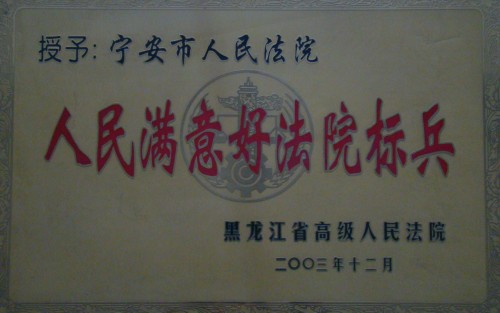 授予：宁安市人民法院
人民满意好法院标兵
黑龙江省高级人民法院
二〇〇三年十二月